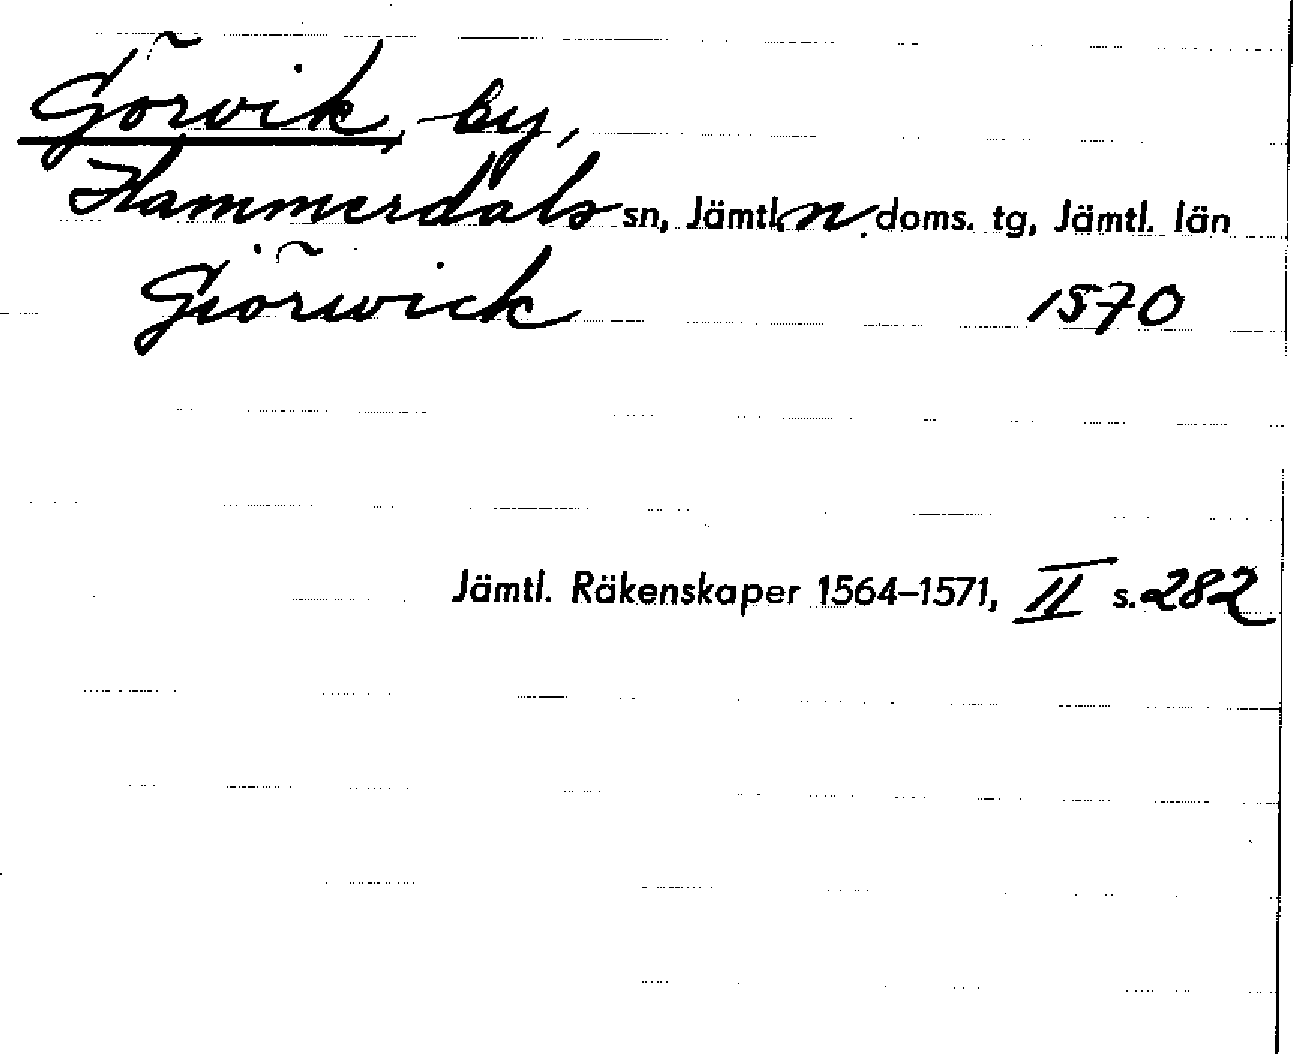 Görvik, by,
Hammerdals sn, Jämtl. n. doms. tg, Jämtl. län
Giörwick 1570
Jämtl. Räkenskaper 1564–1571, II s. 282